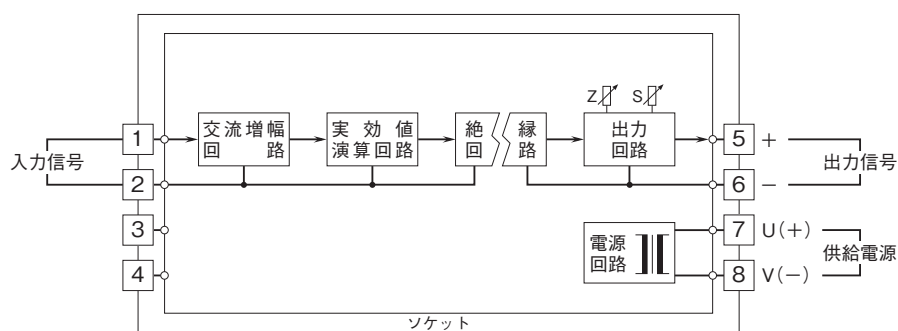 Z S
1 交流増幅 実効値 絶 縁 出力 5 +
回路 演算回路 回 路 回路
入力信号 出力信号
2 6 −
3 7 U(+)
電源
回路
供給電源
4 8 V(−)
ソケット